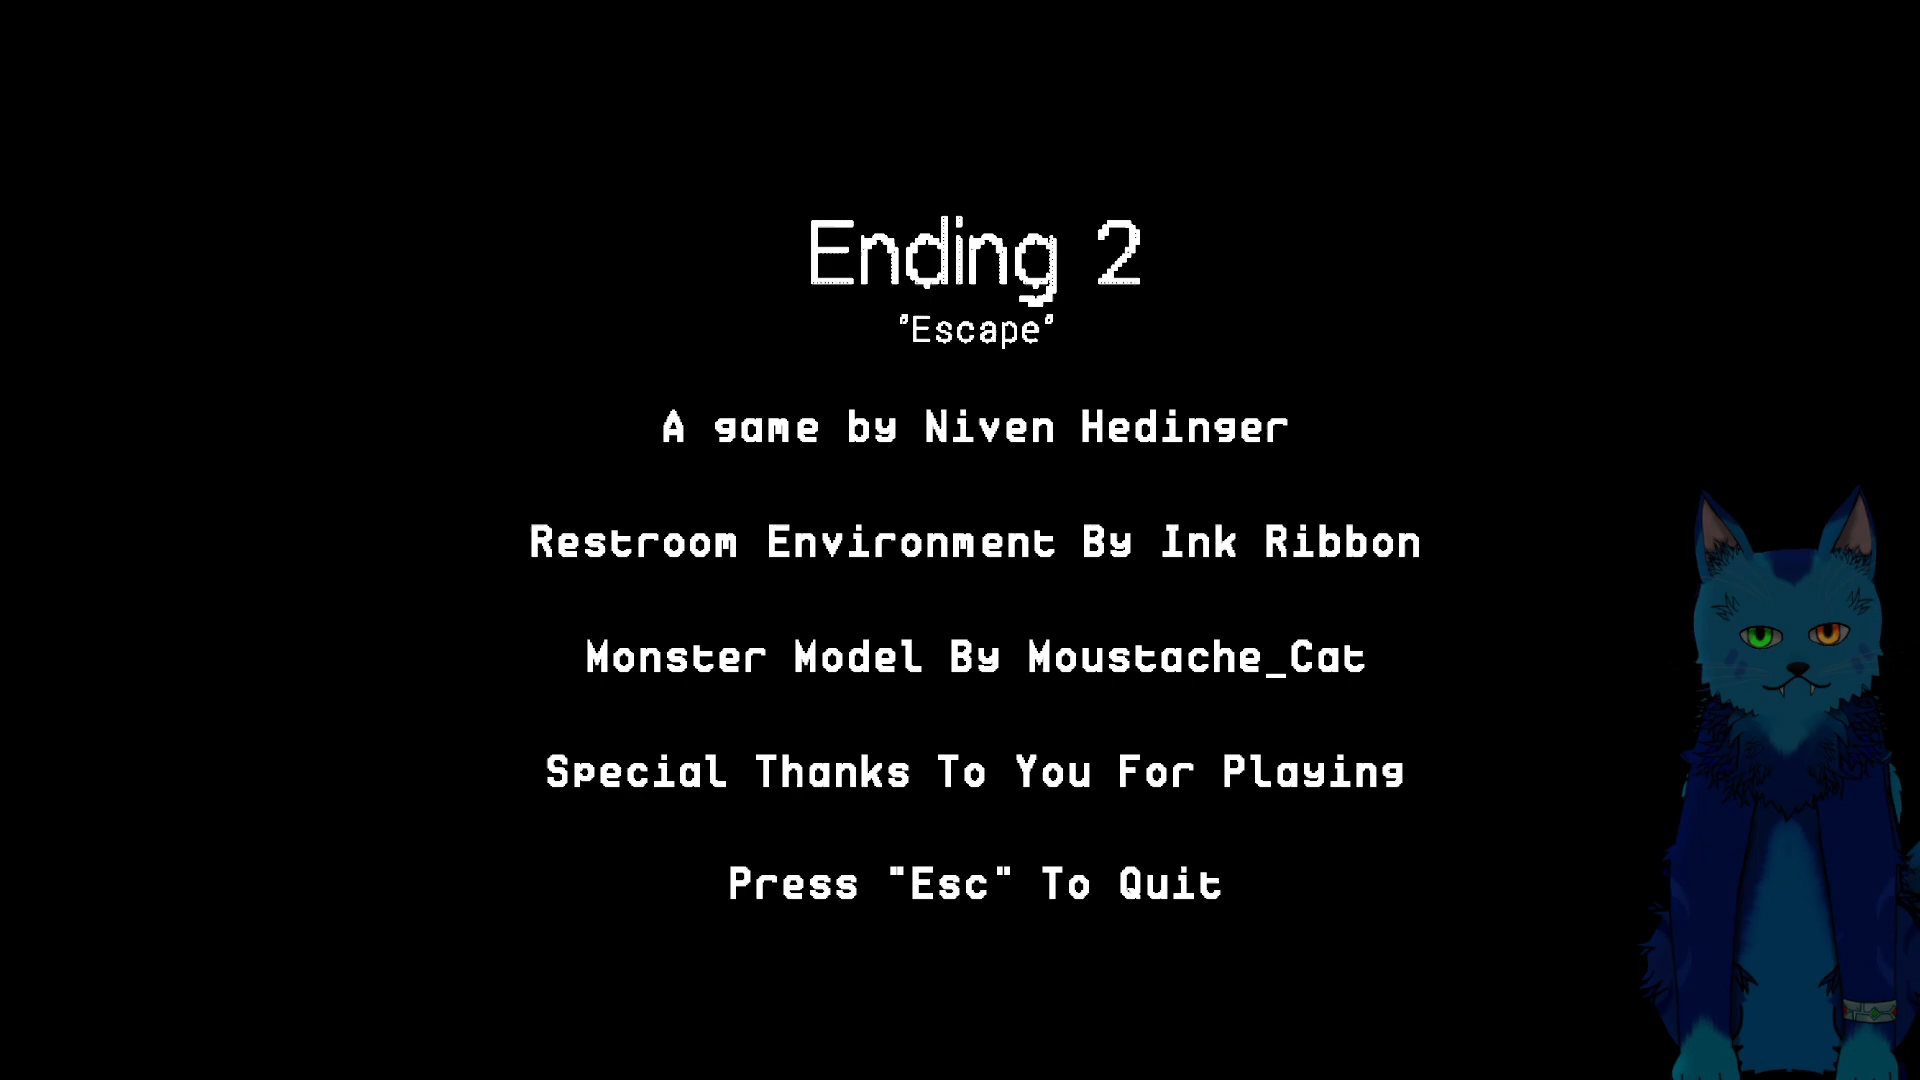 Ending 2
"Escape"
A game by Niven Hedinger
Restroom Environment By Ink Ribbon
Monster Model By Moustache_Cat
Special Thanks To You For Playing
Press "Esc" To Quit